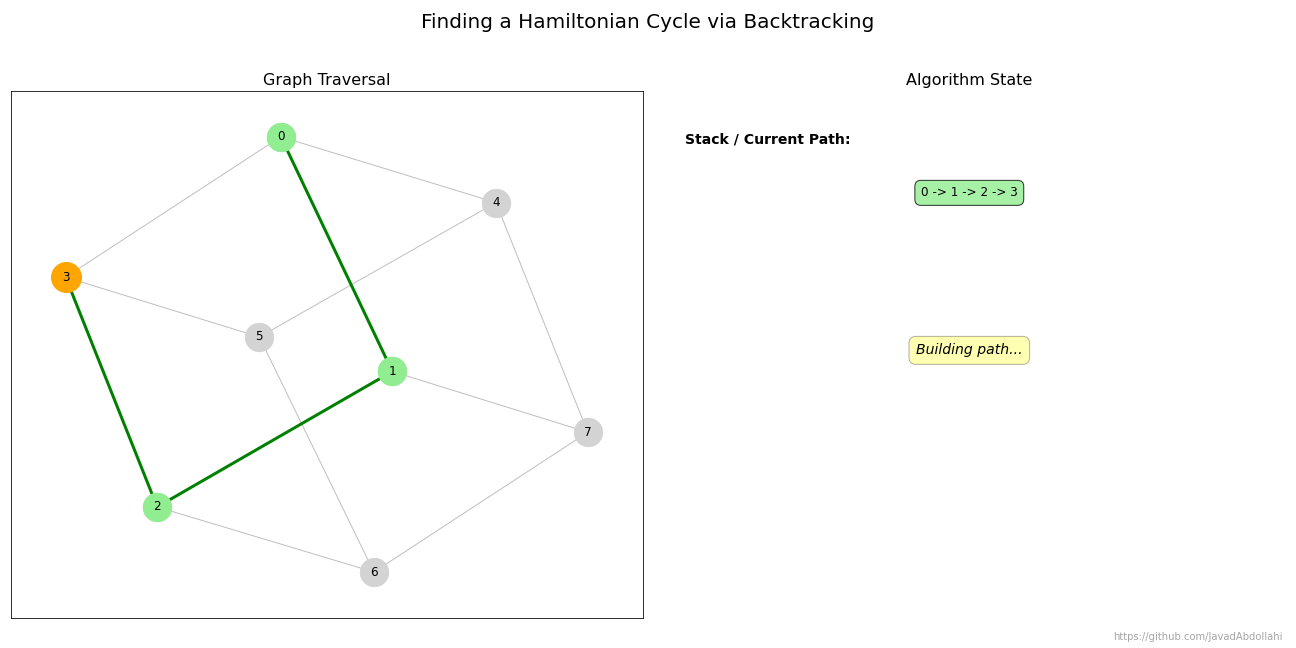 Finding a Hamiltonian Cycle via Backtracking
Graph Traversal
Algorithm State
0
4
3
5
1
7
2
6
Stack / Current Path:
0 -> 1 -> 2 -> 3
Building path...
https://github.com/JavadAbdollahi